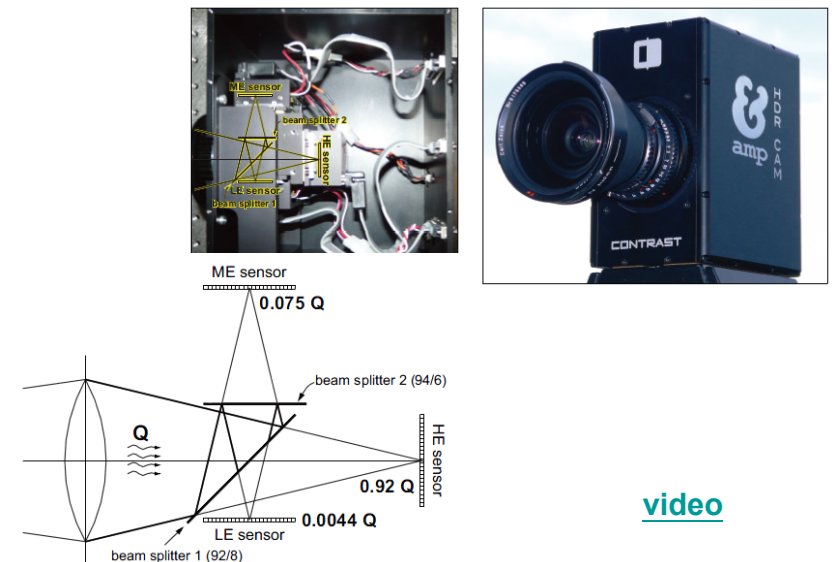 ME sensor
beam splitter 2
HE sensor
LE sensor
beam splitter 1
&
amp
HDR CAM
CONTRAST
ME sensor
0.075 Q
beam splitter 2 (94/6)
Q
HE sensor
0.92 Q
0.0044 Q
LE sensor
beam splitter 1 (92/8)
video